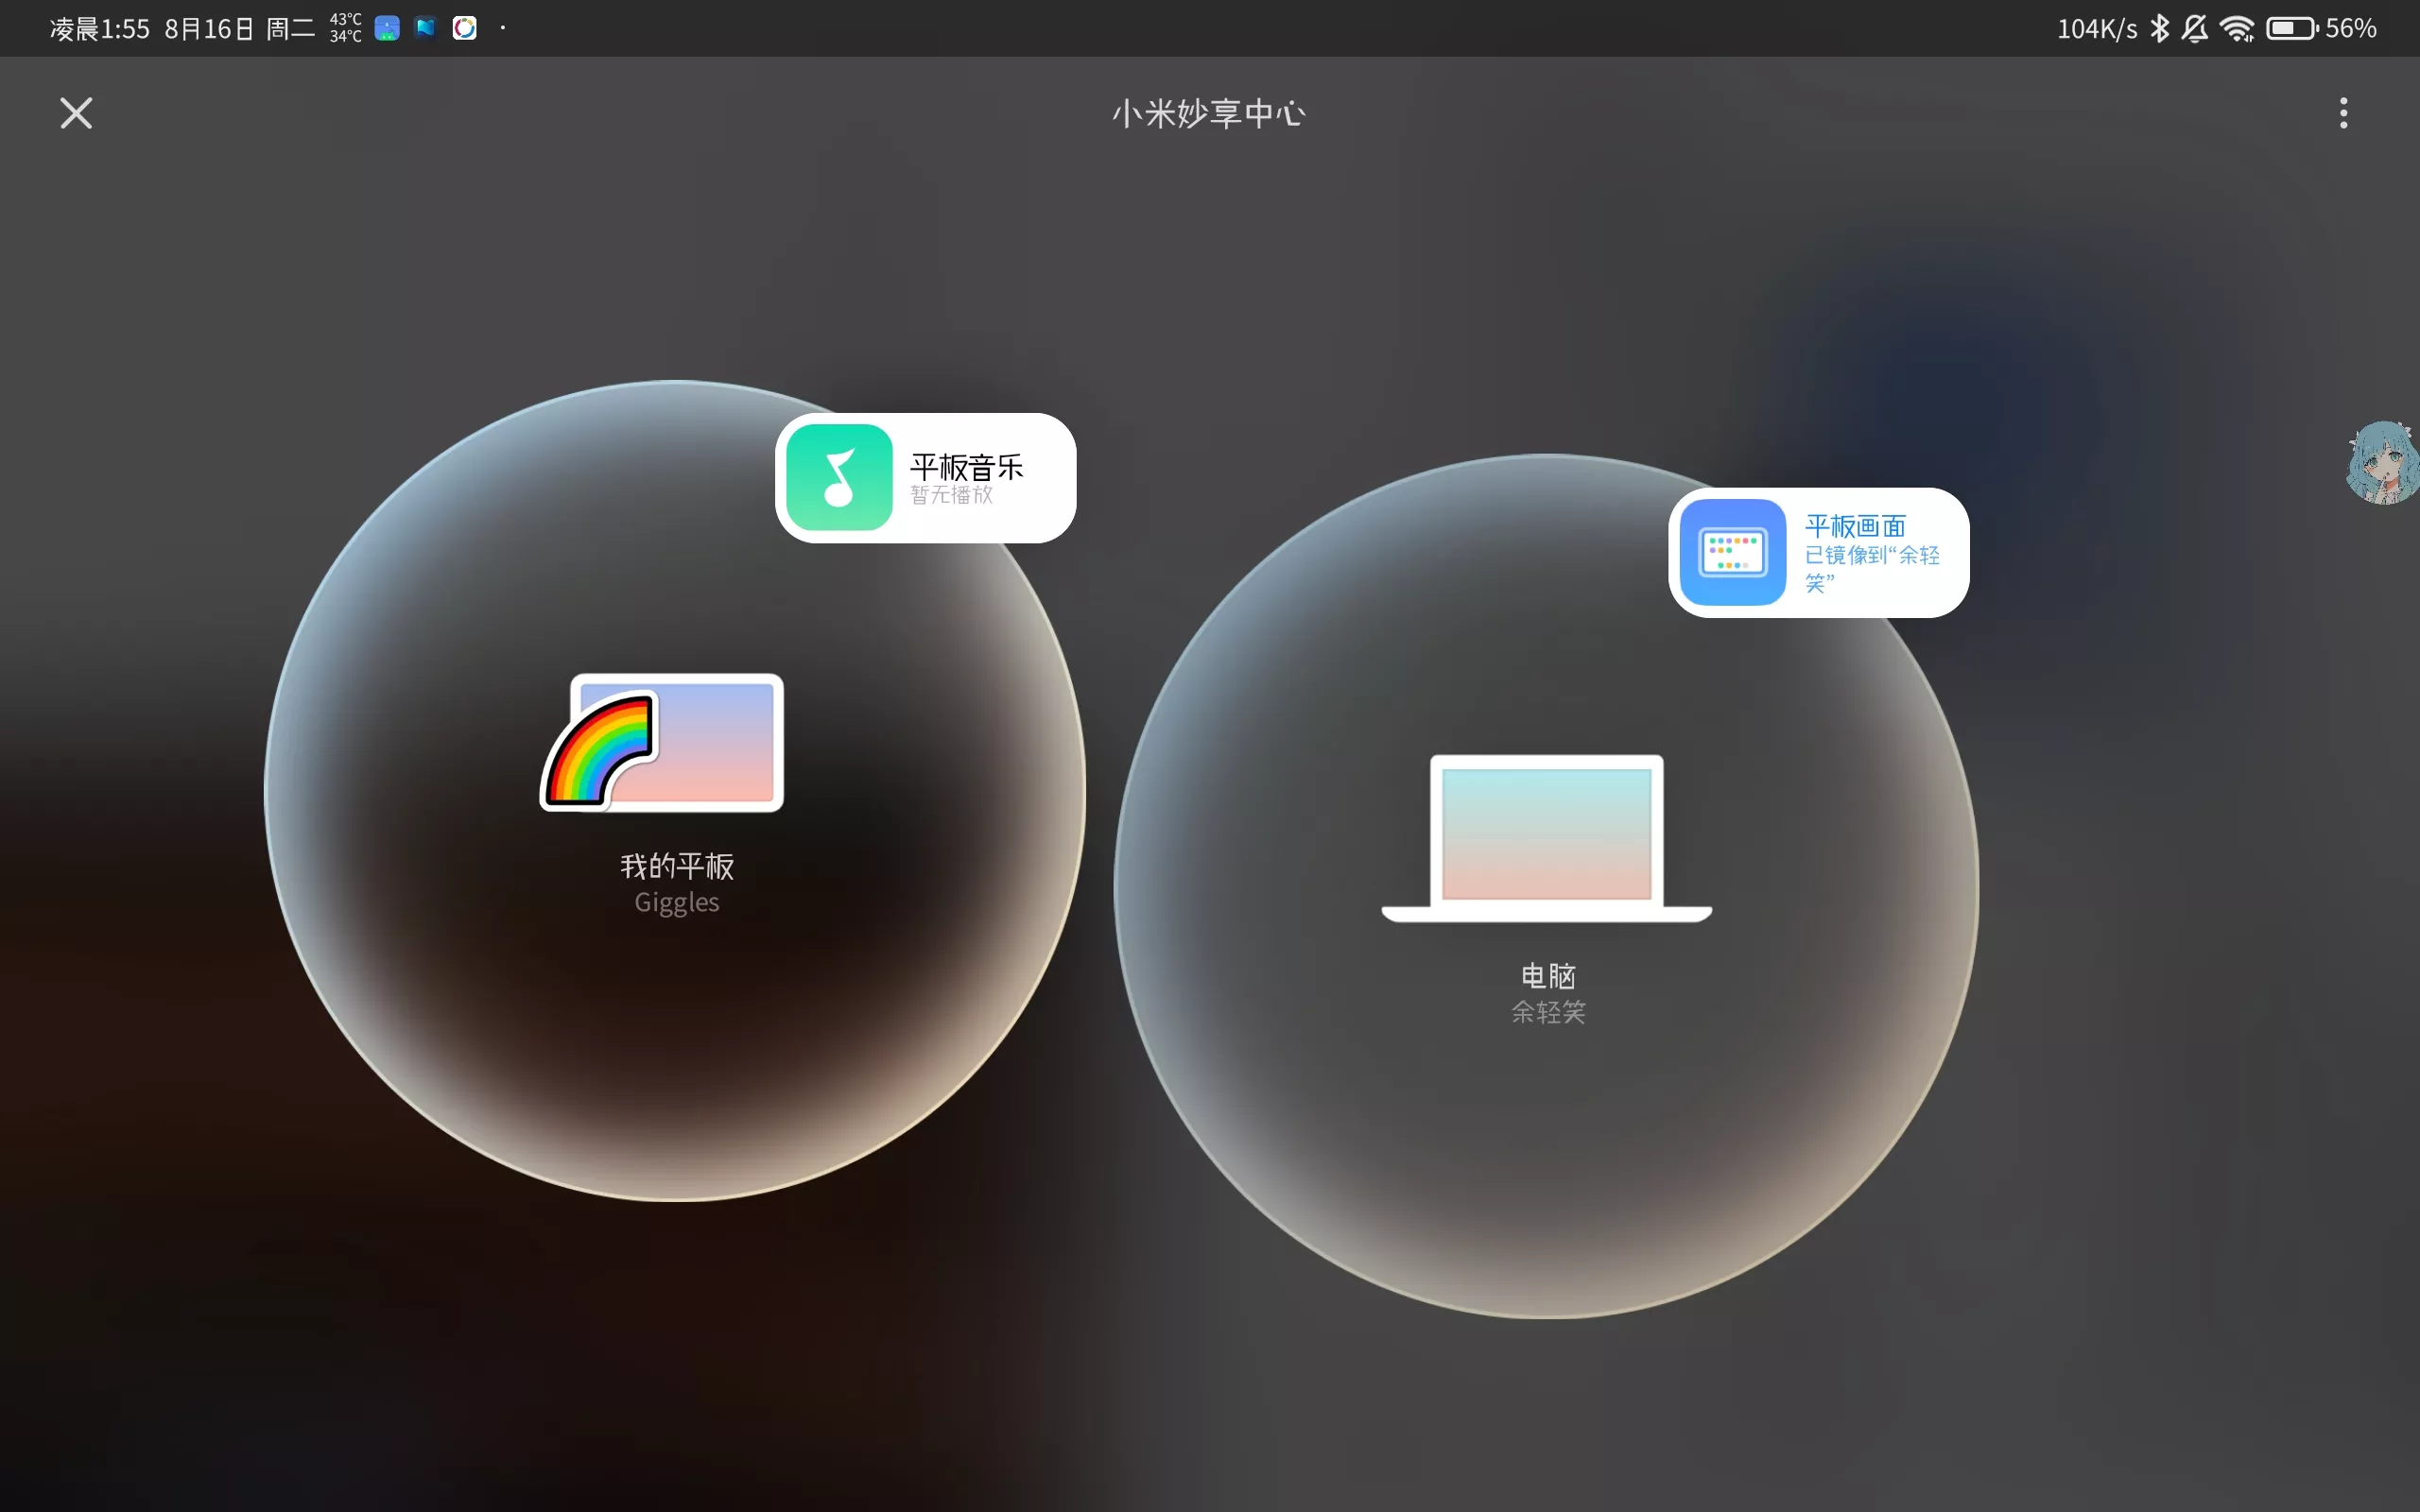 凌晨1:55 8月16日 周二 43°C 34°C
104K/s 56%
小米妙享中心
平板音乐
暂无播放
平板画面
已镜像到“余轻
笑”
我的平板
Giggles
电脑
余轻笑